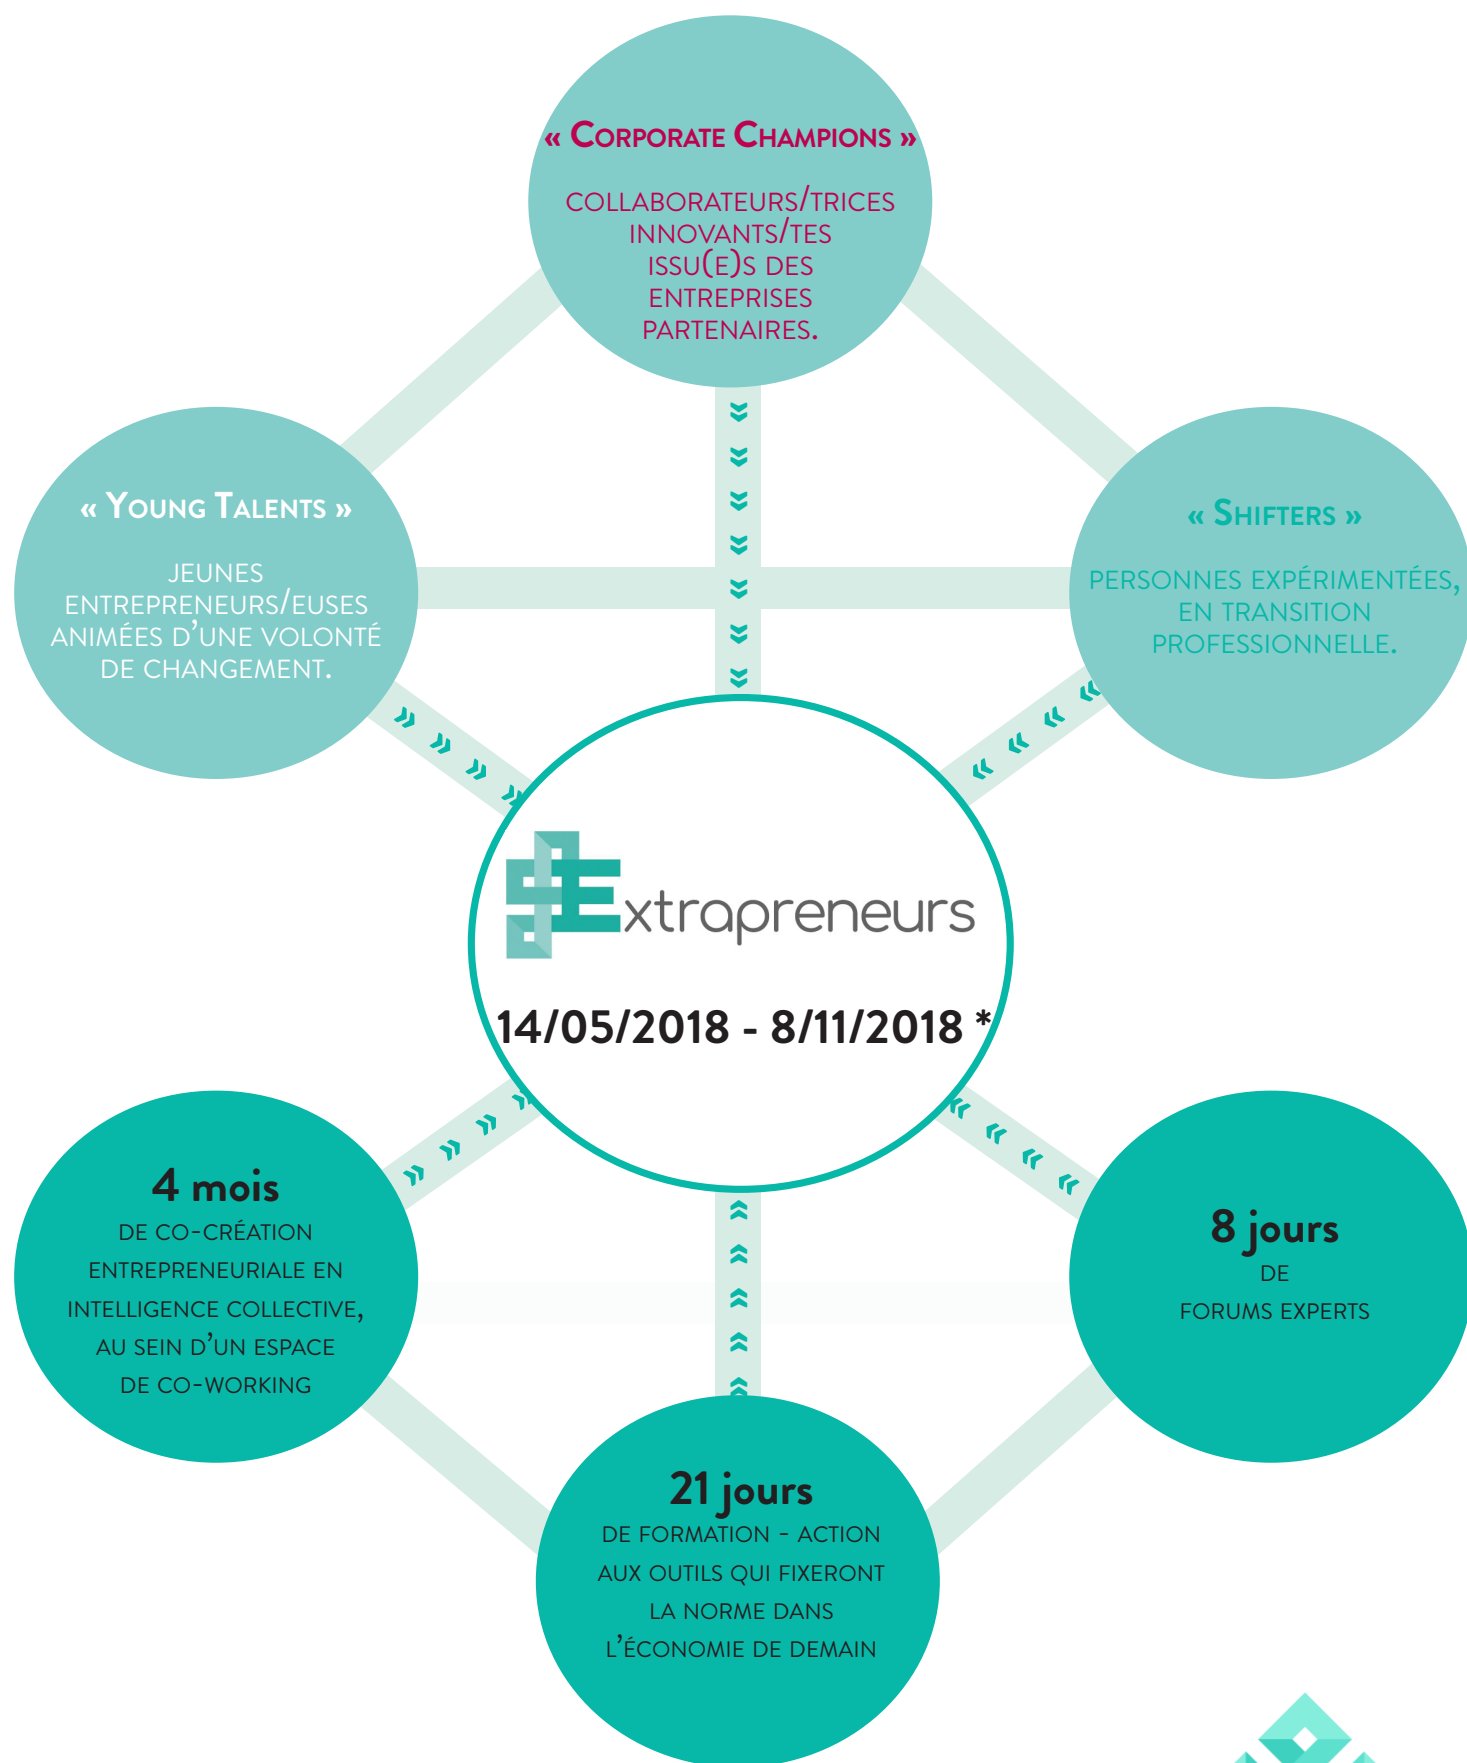 « Corporate Champions »
collaborateurs/trices
innovants/tes
issu(e)s des
entreprises
partenaires.
« Young Talents »
jeunes
entrepreneurs/euses
animées d’une volonté
de changement.
« Shifters »
personnes expérimentées,
en transition
professionnelle.
Extrapreneurs
14/05/2018 - 8/11/2018 *
4 mois
de co-création
entrepreneuriale en
intelligence collective,
au sein d’un espace
de co-working
8 jours
de
forums experts
21 jours
de formation - action
aux outils qui fixeront
la norme dans
l’économie de demain